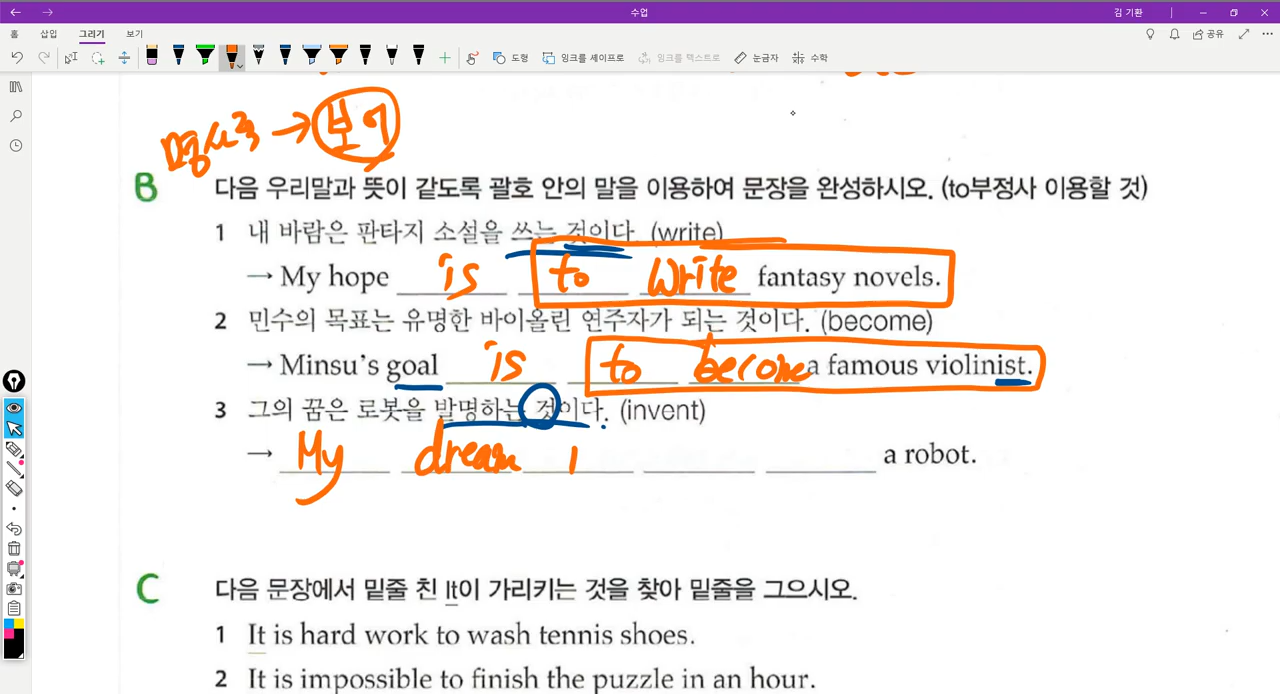 수업
김 기환
홈 삽입 그리기 보기
공유
도형 잉크를 셰이프로 잉크를 텍스트로 눈금자 수학
명사구 → 보어
B 다음 우리말과 뜻이 같도록 괄호 안의 말을 이용하여 문장을 완성하시오. (to부정사 이용할 것)
1 내 바람은 판타지 소설을 쓰는 것이다. (write)
→ My hope is to write fantasy novels.
2 민수의 목표는 유명한 바이올린 연주자가 되는 것이다. (become)
→ Minsu's goal is to become a famous violinist.
3 그의 꿈은 로봇을 발명하는 것이다. (invent)
→ My dream I a robot.
C 다음 문장에서 밑줄 친 It이 가리키는 것을 찾아 밑줄을 그으시오.
1 It is hard work to wash tennis shoes.
2 It is impossible to finish the puzzle in an hour.